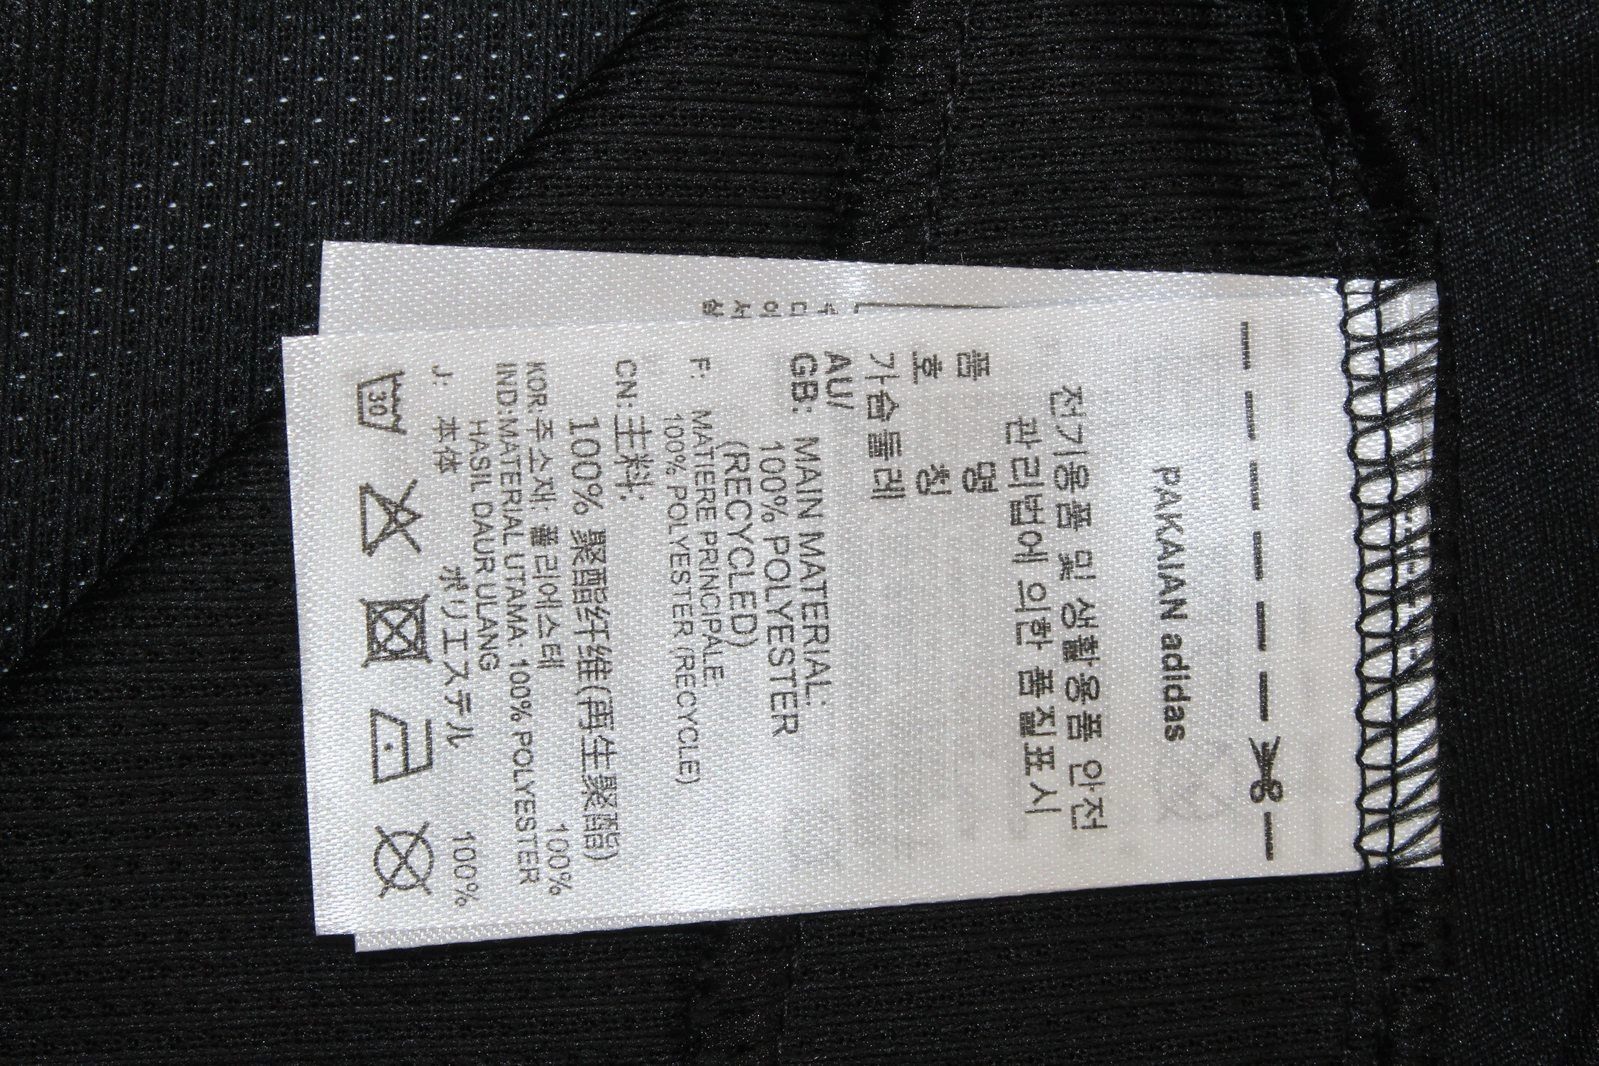 PAKAIAN adidas
전기용품 및 생활용품 안전
관리법에 의한 품질표시
품 명
호 칭
가슴둘레
AU/
GB: MAIN MATERIAL:
100% POLYESTER
(RECYCLED)
F: MATIERE PRINCIPALE:
100% POLYESTER (RECYCLE)
CN: 主料:
100% 聚酯纤维(再生聚酯)
KOR: 주소재: 폴리에스테 100%
IND:MATERIAL UTAMA: 100% POLYESTER
HASIL DAUR ULANG
J: 本体 ポリエステル 100%
30